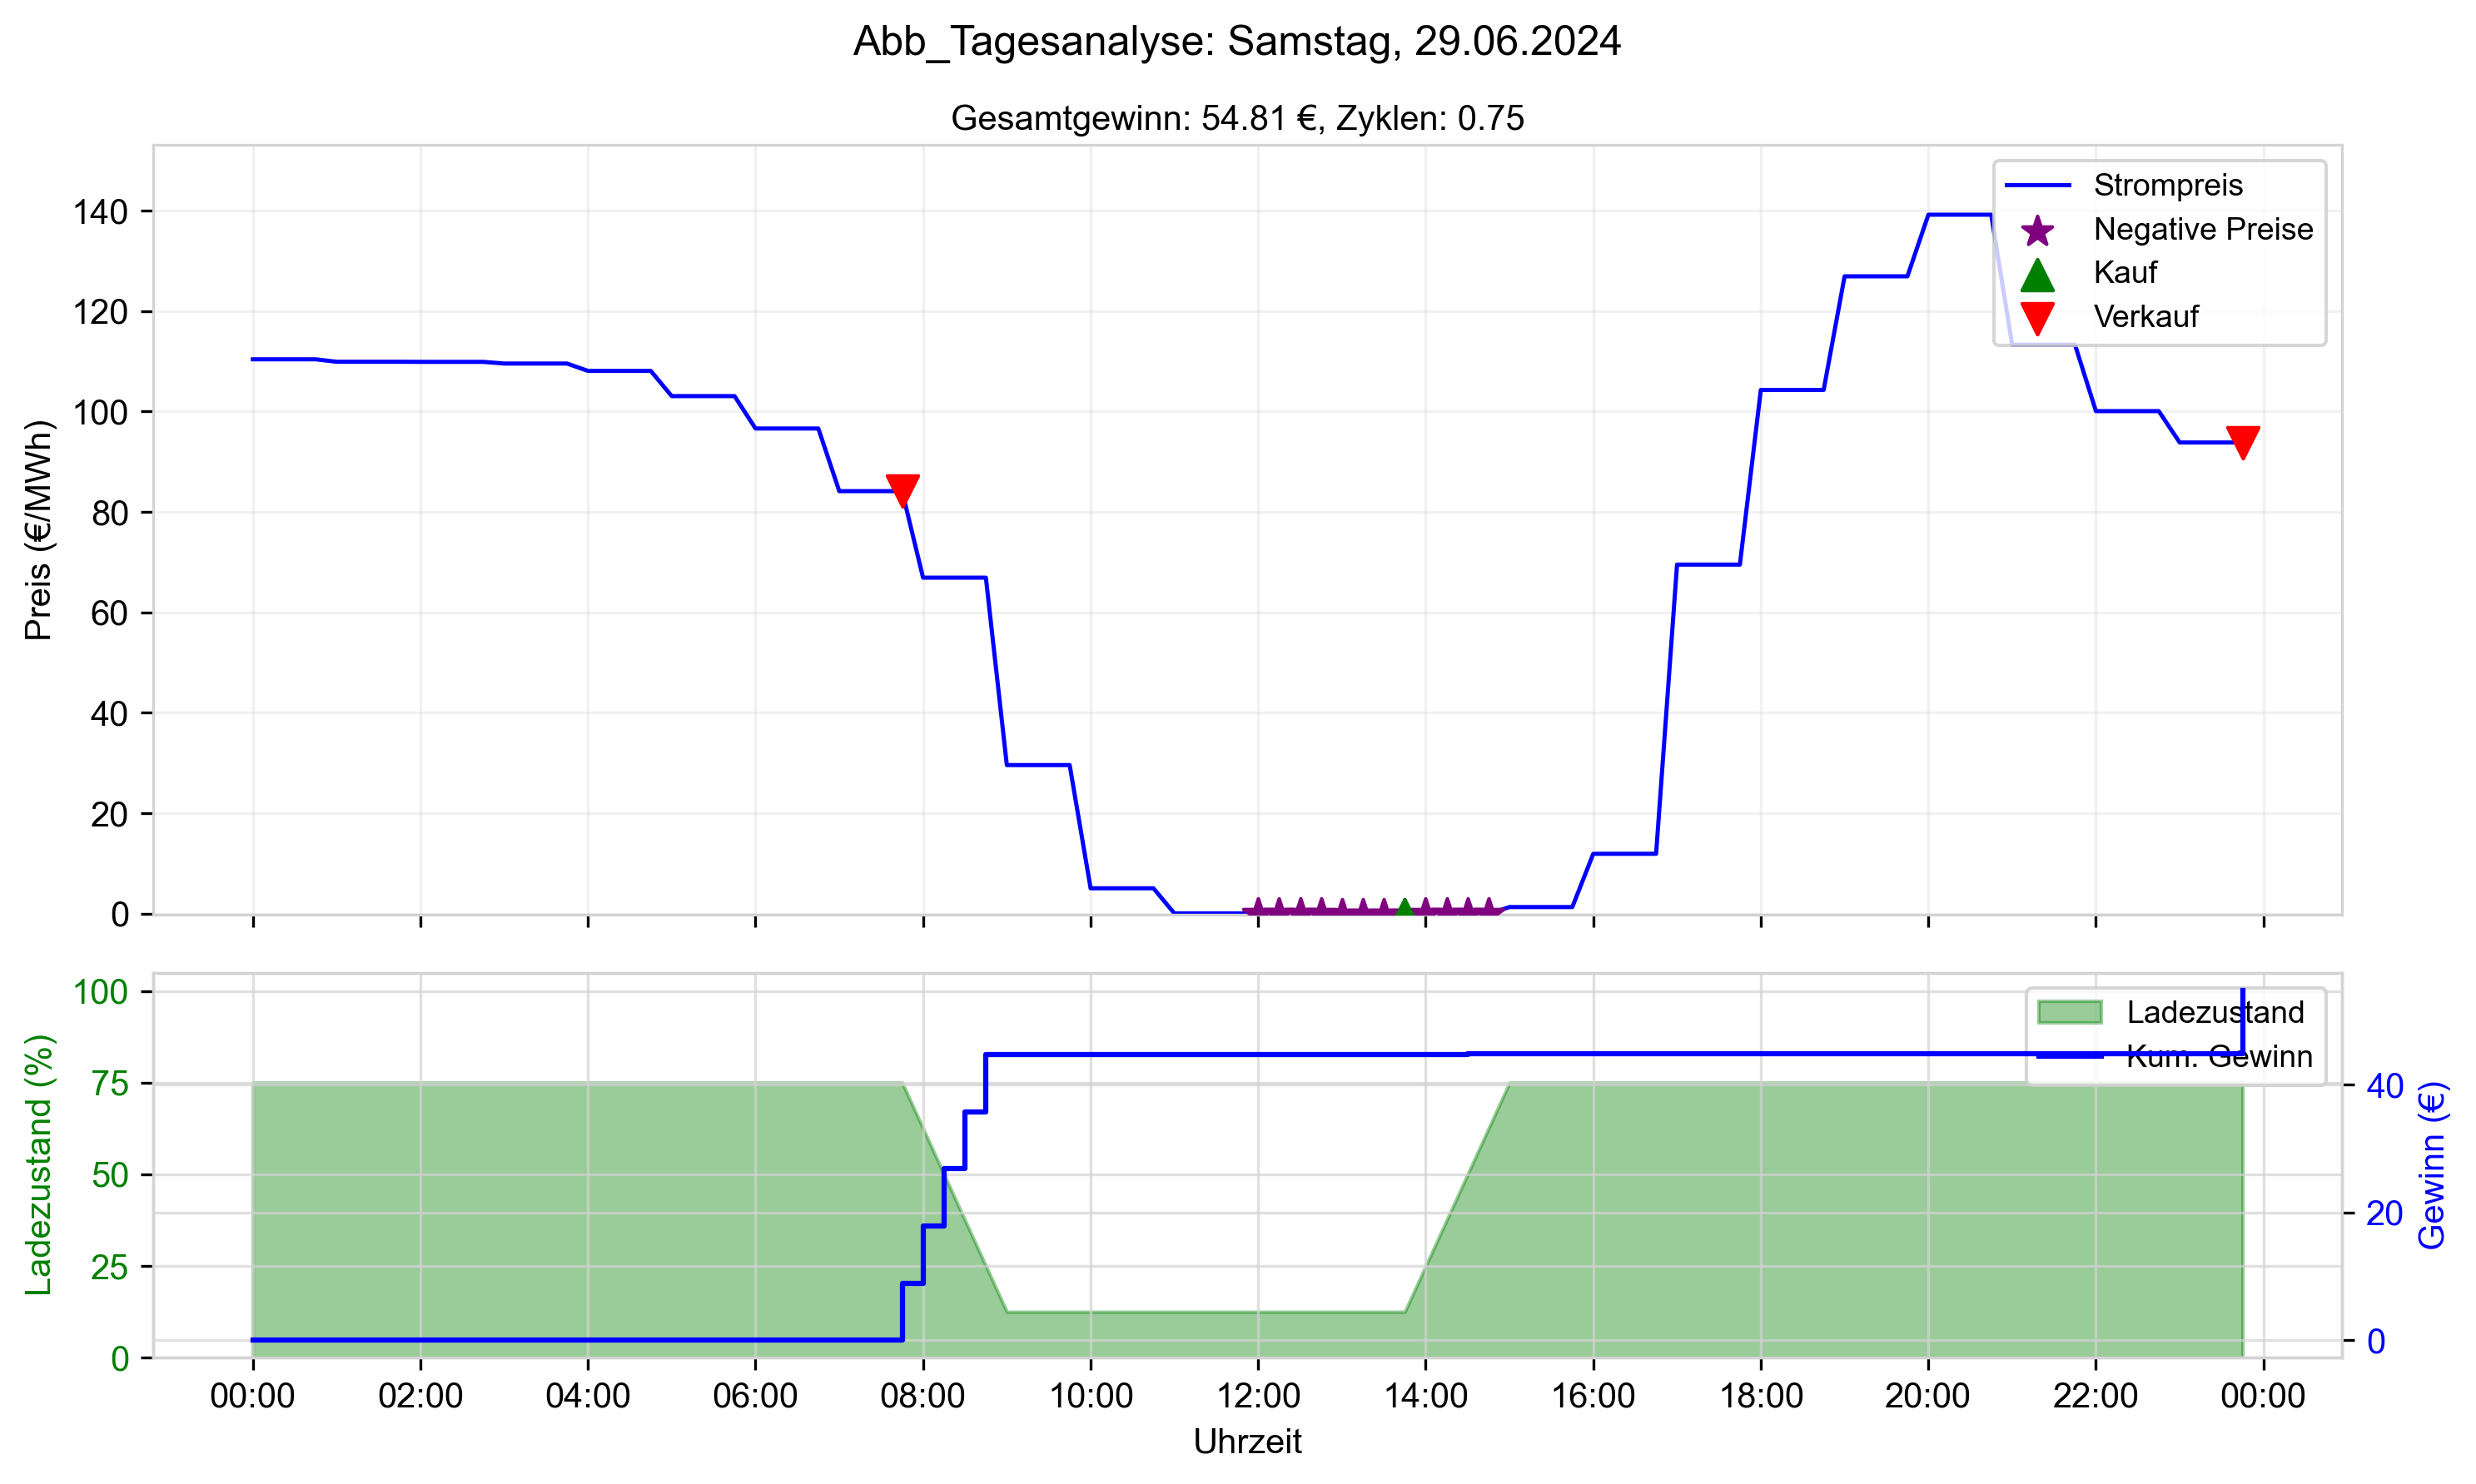 Abb_Tagesanalyse: Samstag, 29.06.2024
Gesamtgewinn: 54.81 €, Zyklen: 0.75
Preis (€/MWh)
140
120
100
80
60
40
20
0
Strompreis
Negative Preise
Kauf
Verkauf
Ladezustand (%)
100
75
50
25
0
Ladezustand
Kum. Gewinn
40
20
0
Gewinn (€)
00:00 02:00 04:00 06:00 08:00 10:00 12:00 14:00 16:00 18:00 20:00 22:00 00:00
Uhrzeit